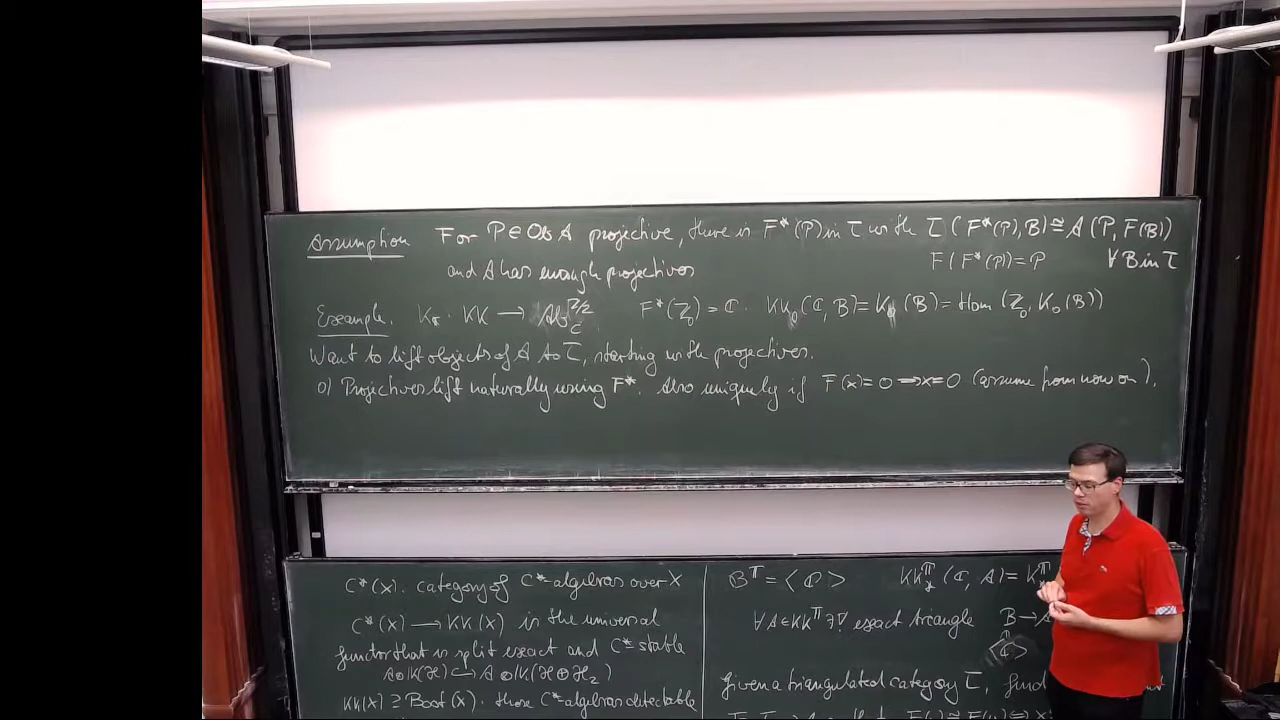 Assumption For P∈Ob A projective, there is F*(P) in T with T(F*(P),B)≅A(P,F(B))
F(F*(P))=P ∀B in T
and A has enough projectives
Example. K*: KK → Ab^{Z/2}_c F*(Z_0)=C. KK_0(C,B)=K_0(B)=Hom(Z_0,K_0(B))
Want to lift objects of A to T, starting with projectives.
0) Projectives lift naturally using F*. Also uniquely if F(x)=0 ⟹ x=0 (assume from now on).
C*(X). category of C*-algebras over X
C*(X) → KK(X) is the universal
functor that is split exact and C*-stable
A⊗K(H) ↪ A⊗K(H⊕H_2)
KK(X) ⊇ Boot(X). those C*-algebras detectable
B^𝕋 = <C> KK^𝕋_*(C, A) = K^𝕋
∀A∈KK^𝕋 ∃! exact triangle B→
<C>
Given a triangulated category T, find